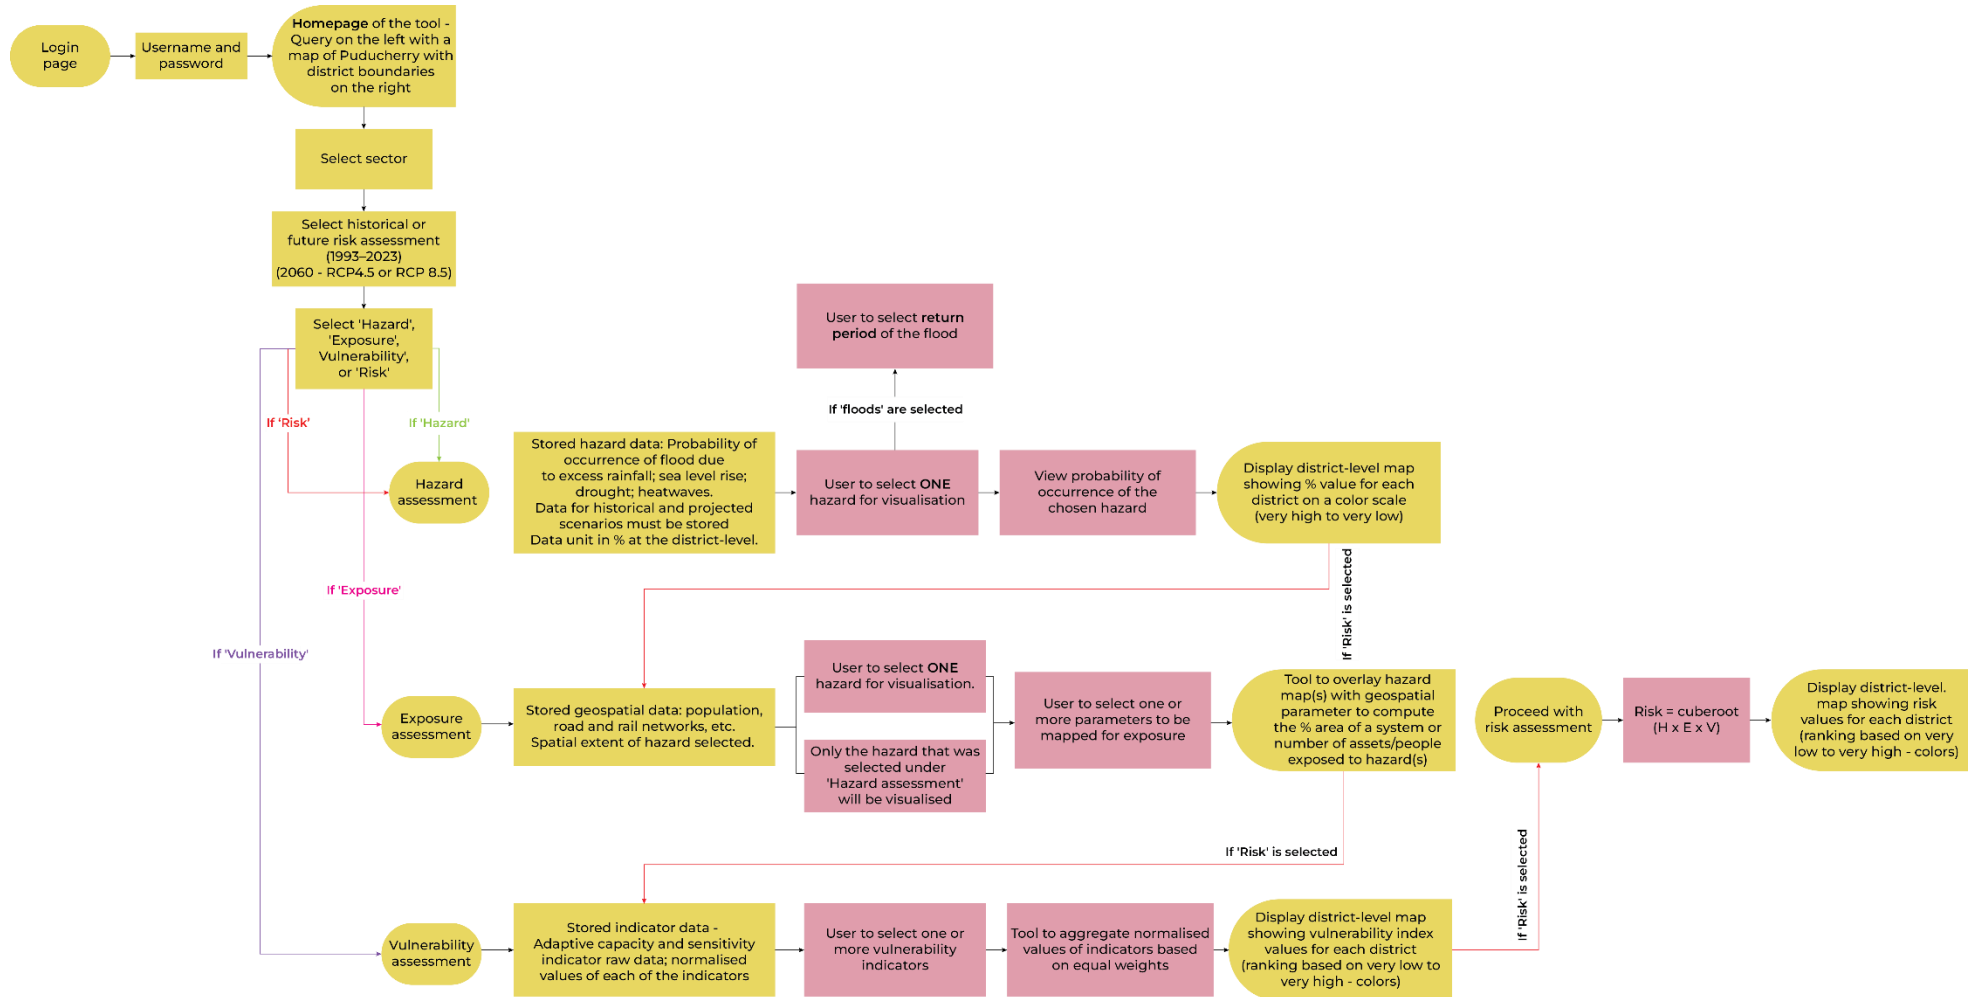 Login
page
Username and
password
Homepage of the tool -
Query on the left with a
map of Puducherry with
district boundaries
on the right
Select sector
Select historical or
future risk assessment
(1993–2023)
(2060 - RCP4.5 or RCP 8.5)
Select 'Hazard',
'Exposure',
Vulnerability',
or 'Risk'
If 'Risk'
If 'Hazard'
If 'Exposure'
If 'Vulnerability'
Hazard
assessment
Stored hazard data: Probability of
occurrence of flood due
to excess rainfall; sea level rise;
drought; heatwaves.
Data for historical and projected
scenarios must be stored
Data unit in % at the district-level.
User to select return
period of the flood
If 'floods' are selected
User to select ONE
hazard for visualisation
View probability of
occurrence of the
chosen hazard
Display district-level map
showing % value for each
district on a color scale
(very high to very low)
If 'Risk' is selected
Exposure
assessment
Stored geospatial data: population,
road and rail networks, etc.
Spatial extent of hazard selected.
User to select ONE
hazard for visualisation.
Only the hazard that was
selected under
'Hazard assessment'
will be visualised
User to select one or
more parameters to be
mapped for exposure
Tool to overlay hazard
map(s) with geospatial
parameter to compute
the % area of a system or
number of assets/people
exposed to hazard(s)
If 'Risk' is selected
Vulnerability
assessment
Stored indicator data -
Adaptive capacity and sensitivity
indicator raw data; normalised
values of each of the indicators
User to select one or
more vulnerability
indicators
Tool to aggregate normalised
values of indicators based
on equal weights
Display district-level map
showing vulnerability index
values for each district
(ranking based on very low to
very high - colors)
If 'Risk' is selected
Proceed with
risk assessment
Risk = cuberoot
(H x E x V)
Display district-level.
map showing risk
values for each district
(ranking based on very
low to very high - colors)